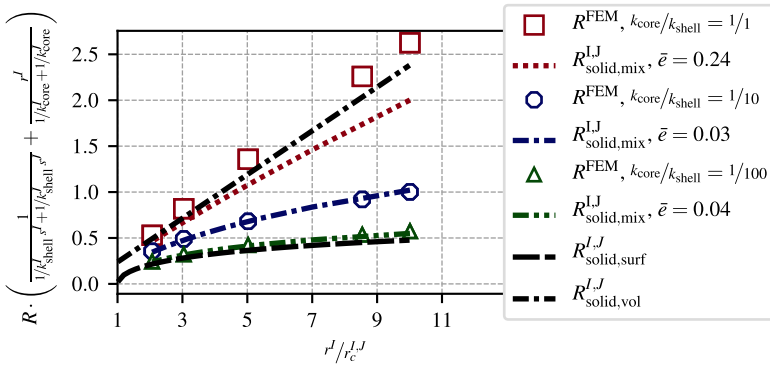 R · ( 1 / (1/k^I_shell s^I + 1/k^J_shell s^J) + r^I / (1/k^I_core + 1/k^J_core) )
2.5
2.0
1.5
1.0
0.5
0.0
1 3 5 7 9 11
r^I/r_c^{I,J}
R^FEM, k_core/k_shell = 1/1
R^{I,J}_solid,mix, ē = 0.24
R^FEM, k_core/k_shell = 1/10
R^{I,J}_solid,mix, ē = 0.03
R^FEM, k_core/k_shell = 1/100
R^{I,J}_solid,mix, ē = 0.04
R^{I,J}_solid,surf
R^{I,J}_solid,vol